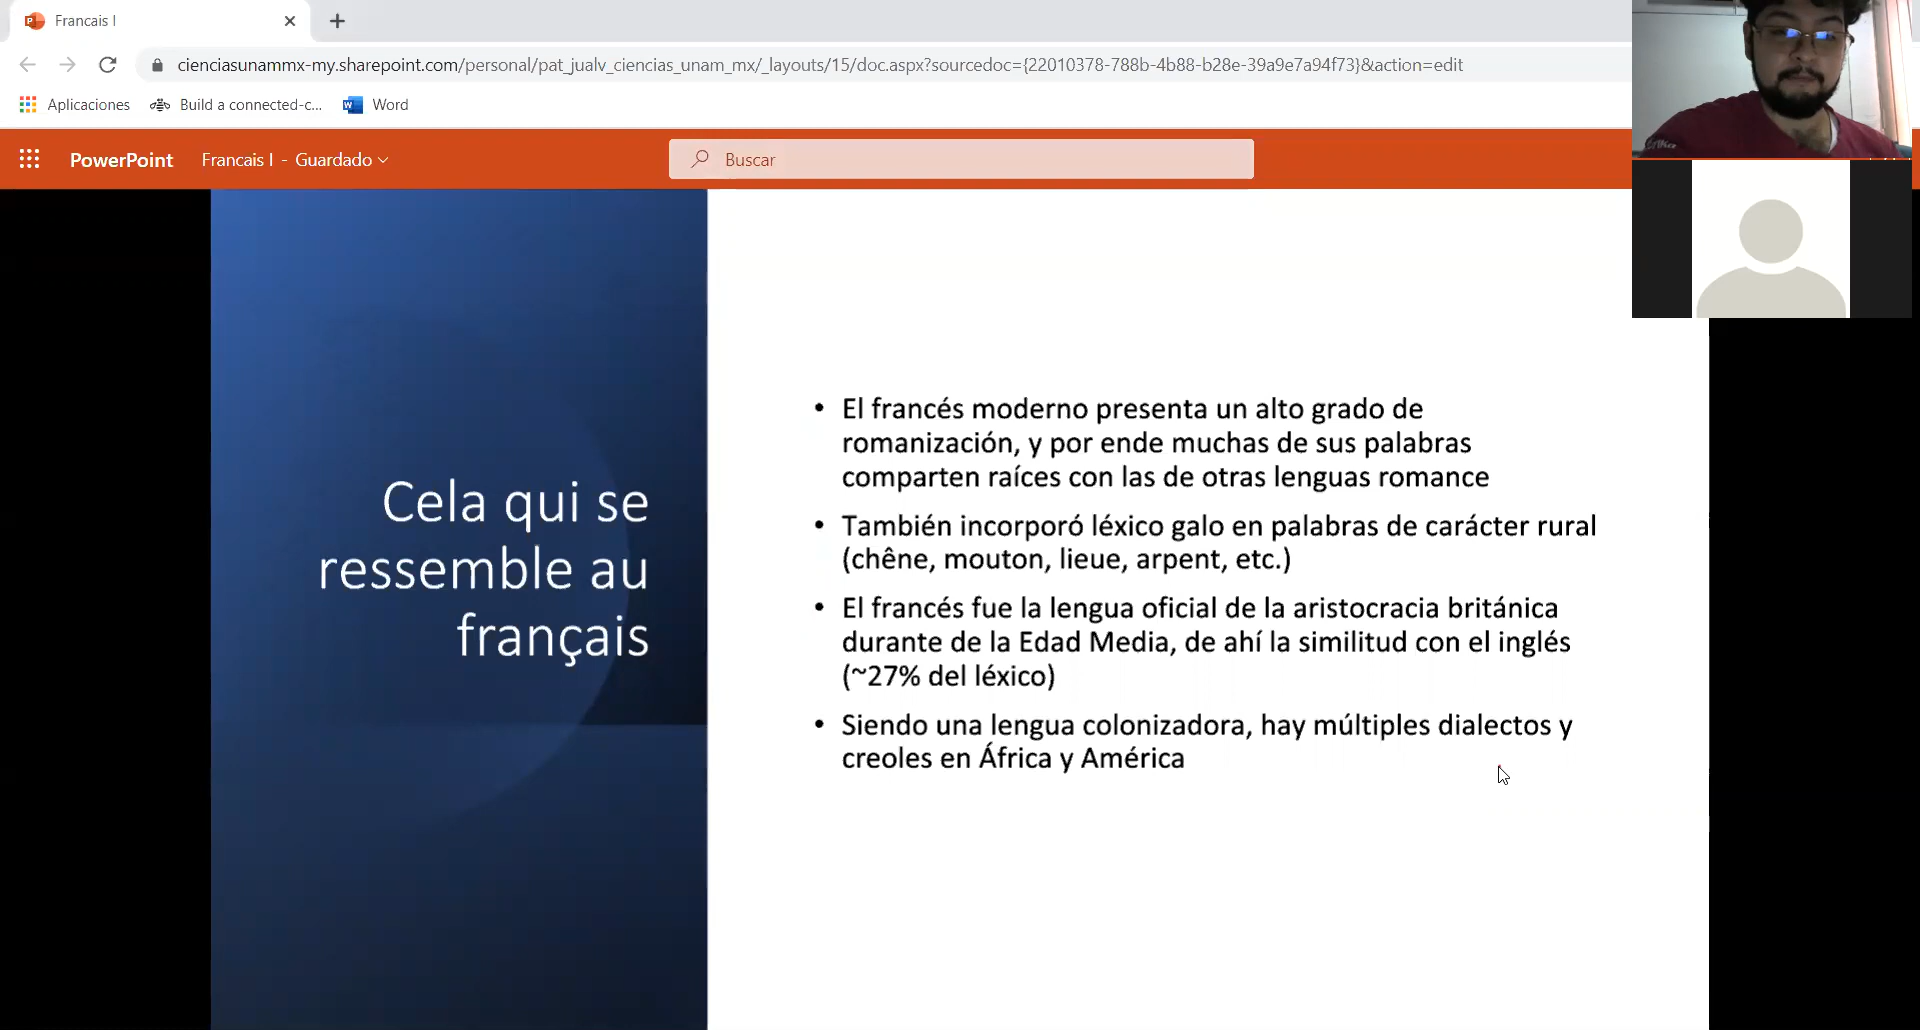 Francais I
cienciasunammx-my.sharepoint.com/personal/pat_jualv_ciencias_unam_mx/_layouts/15/doc.aspx?sourcedoc={22010378-788b-4b88-b28e-39a9e7a94f73}&action=edit
Aplicaciones Build a connected-c... Word
PowerPoint Francais I - Guardado Buscar
Cela qui se
ressemble au
français
• El francés moderno presenta un alto grado de
romanización, y por ende muchas de sus palabras
comparten raíces con las de otras lenguas romance
• También incorporó léxico galo en palabras de carácter rural
(chêne, mouton, lieue, arpent, etc.)
• El francés fue la lengua oficial de la aristocracia británica
durante de la Edad Media, de ahí la similitud con el inglés
(~27% del léxico)
• Siendo una lengua colonizadora, hay múltiples dialectos y
creoles en África y América